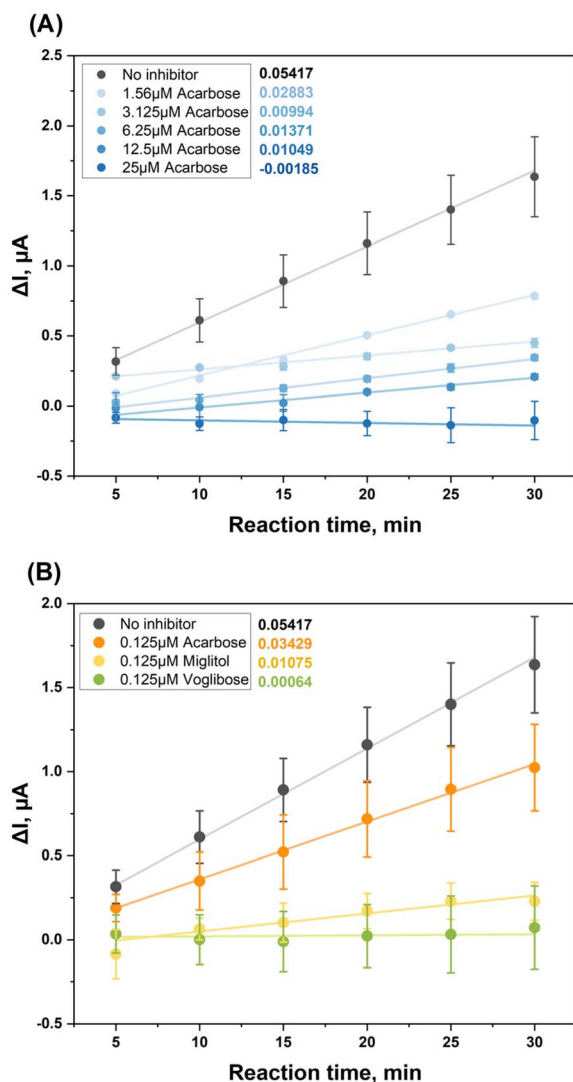 (A)
2.5
2.0
1.5
1.0
0.5
0.0
-0.5
ΔI, μA
No inhibitor 0.05417
1.56μM Acarbose 0.02883
3.125μM Acarbose 0.00994
6.25μM Acarbose 0.01371
12.5μM Acarbose 0.01049
25μM Acarbose -0.00185
5 10 15 20 25 30
Reaction time, min
(B)
2.0
1.5
1.0
0.5
0.0
-0.5
ΔI, μA
No inhibitor 0.05417
0.125μM Acarbose 0.03429
0.125μM Miglitol 0.01075
0.125μM Voglibose 0.00064
5 10 15 20 25 30
Reaction time, min